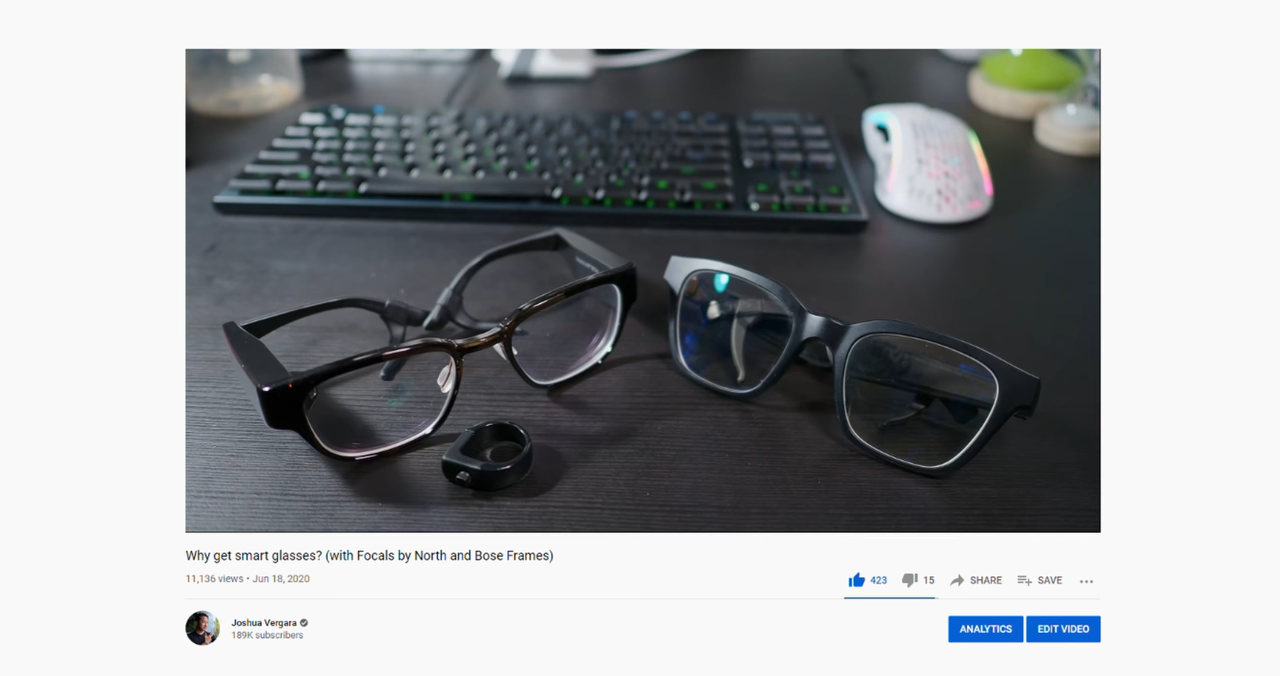 Why get smart glasses? (with Focals by North and Bose Frames)
11,136 views • Jun 18, 2020
423 15 SHARE SAVE
Joshua Vergara
189K subscribers
ANALYTICS EDIT VIDEO